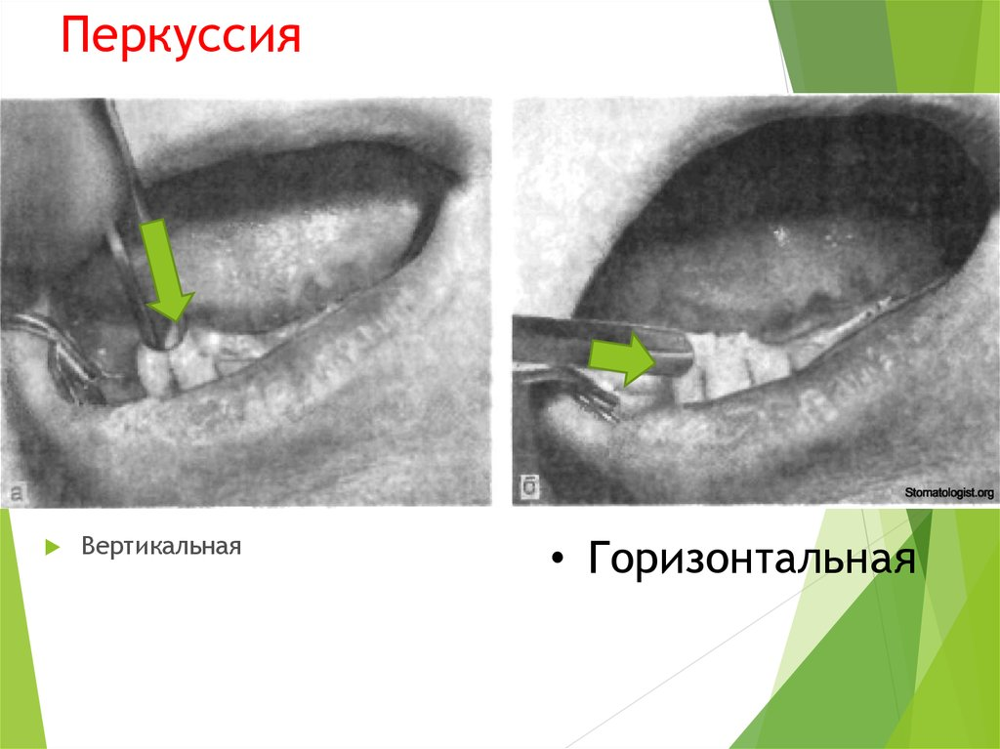 Перкуссия
а
б
Stomatologist.org
Вертикальная
• Горизонтальная